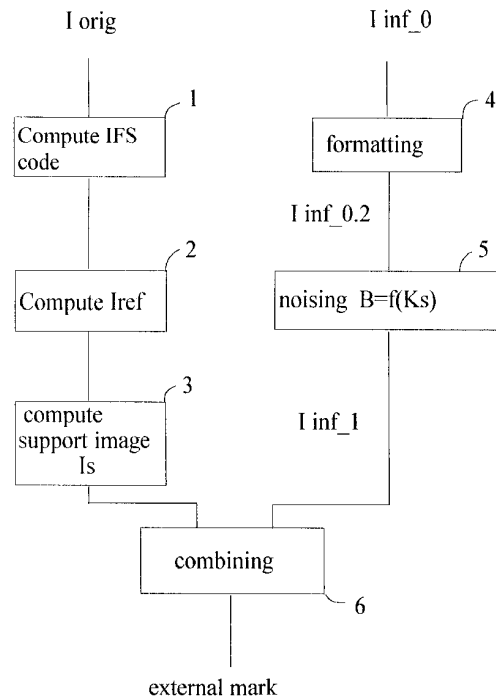 I orig
1
Compute IFS
code
2
Compute Iref
3
compute
support image
Is
I inf_0
4
formatting
I inf_0.2
5
noising B=f(Ks)
I inf_1
combining
6
external mark